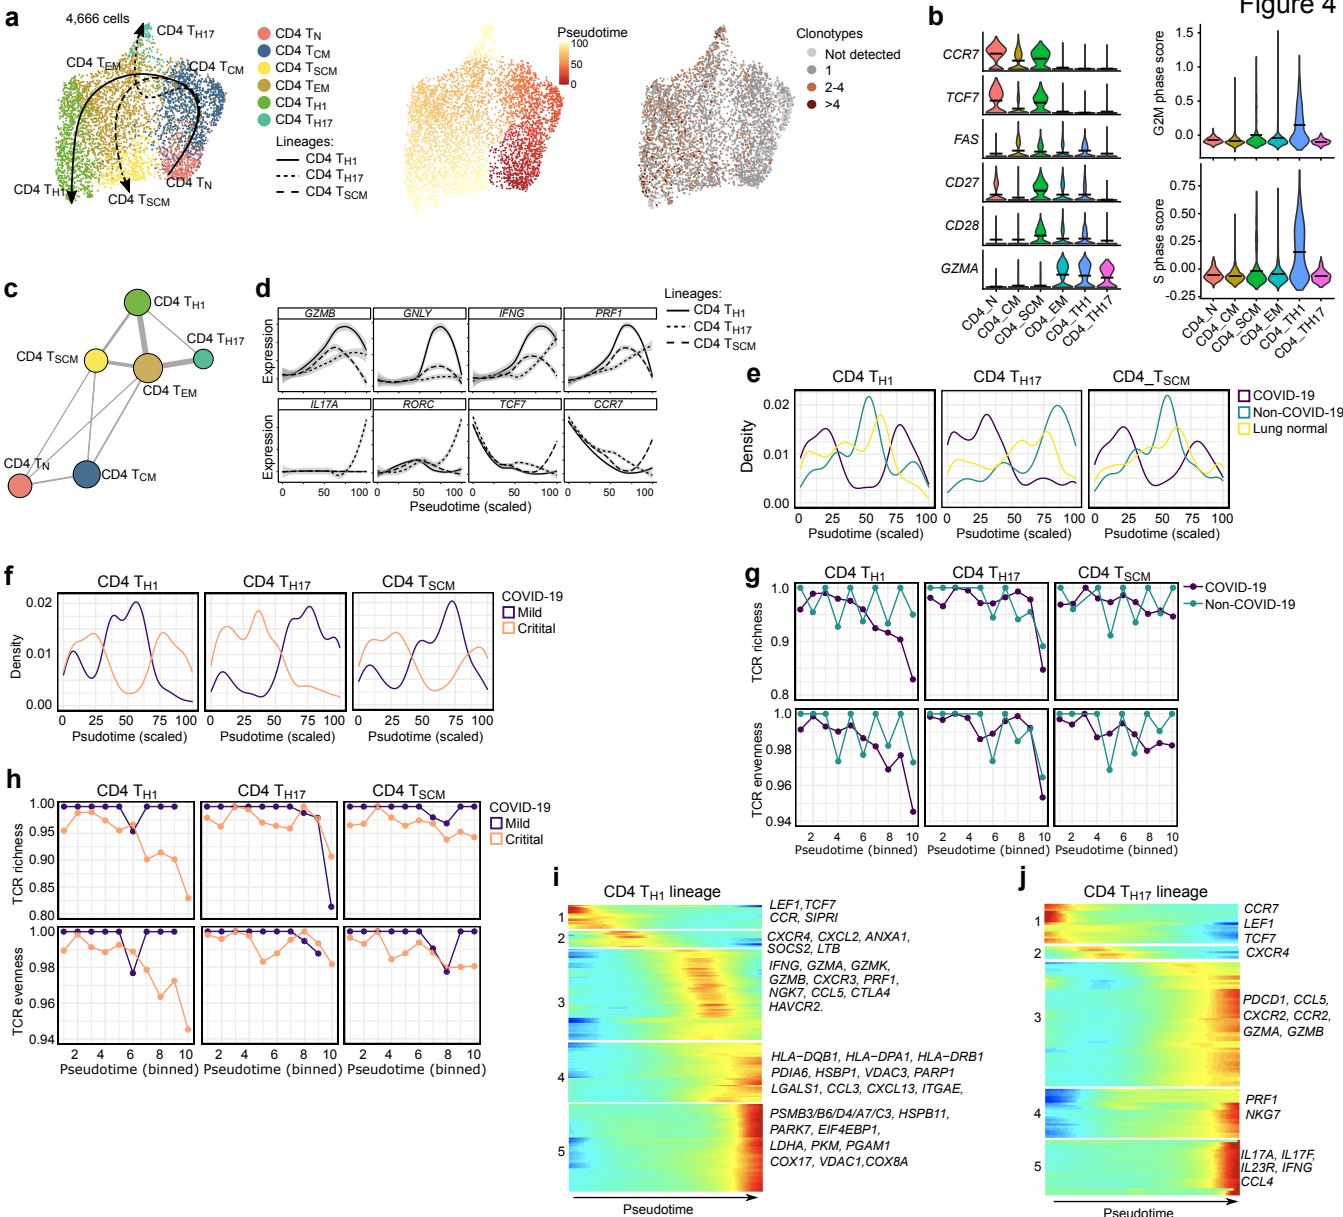 Figure 4
a
4,666 cells
CD4 TH17
CD4 TEM
CD4 TCM
CD4 TH1
CD4 TSCM
CD4 TN
CD4 TN
CD4 TCM
CD4 TSCM
CD4 TEM
CD4 TH1
CD4 TH17
Lineages:
CD4 TH1
CD4 TH17
CD4 TSCM
Pseudotime
100
50
0
Clonotypes
Not detected
1
2-4
>4
b
CCR7
TCF7
FAS
CD27
CD28
GZMA
CD4_N
CD4_CM
CD4_SCM
CD4_EM
CD4_TH1
CD4_TH17
G2M phase score
1.5
1.0
0.5
0.0
S phase score
0.75
0.50
0.25
0.00
-0.25
CD4_N
CD4_CM
CD4_SCM
CD4_EM
CD4_TH1
CD4_TH17
c
CD4 TH1
CD4 TH17
CD4 TSCM
CD4 TEM
CD4 TN
CD4 TCM
d
GZMB GNLY IFNG PRF1
Expression
IL17A RORC TCF7 CCR7
Expression
0 50 100 0 50 100 0 50 100 0 50 100
Pseudotime (scaled)
Lineages:
CD4 TH1
CD4 TH17
CD4 TSCM
e
CD4 TH1 CD4 TH17 CD4_TSCM
Density
0.02
0.01
0.00
0 25 50 75 100 0 25 50 75 100 0 25 50 75 100
Psudotime (scaled) Psudotime (scaled) Psudotime (scaled)
COVID-19
Non-COVID-19
Lung normal
f
CD4 TH1 CD4 TH17 CD4 TSCM
Density
0.02
0.01
0.00
0 25 50 75 100 0 25 50 75 100 0 25 50 75 100
Psudotime (scaled) Psudotime (scaled) Psudotime (scaled)
COVID-19
Mild
Critital
g
CD4 TH1 CD4 TH17 CD4 TSCM
TCR richness
1.0
0.9
0.8
TCR envenness
1.0
0.98
0.96
0.94
2 4 6 8 10 2 4 6 8 10 2 4 6 8 10
Pseudotime (binned) Pseudotime (binned) Pseudotime (binned)
COVID-19
Non-COVID-19
h
CD4 TH1 CD4 TH17 CD4 TSCM
TCR richness
1.00
0.95
0.90
0.85
0.80
TCR evenness
1.00
0.98
0.96
0.94
2 4 6 8 10 2 4 6 8 10 2 4 6 8 10
Pseudotime (binned) Pseudotime (binned) Pseudotime (binned)
COVID-19
Mild
Critital
i
CD4 TH1 lineage
1
2
3
4
5
LEF1,TCF7
CCR, SIPRI
CXCR4, CXCL2, ANXA1,
SOCS2, LTB
IFNG, GZMA, GZMK,
GZMB, CXCR3, PRF1,
NGK7, CCL5, CTLA4
HAVCR2.
HLA−DQB1, HLA−DPA1, HLA−DRB1
PDIA6, HSBP1, VDAC3, PARP1
LGALS1, CCL3, CXCL13, ITGAE,
PSMB3/B6/D4/A7/C3, HSPB11,
PARK7, EIF4EBP1,
LDHA, PKM, PGAM1
COX17, VDAC1,COX8A
Pseudotime
j
CD4 TH17 lineage
1
2
3
4
5
CCR7
LEF1
TCF7
CXCR4
PDCD1, CCL5,
CXCR2, CCR2,
GZMA, GZMB
PRF1
NKG7
IL17A, IL17F,
IL23R, IFNG
CCL4
Pseudotime